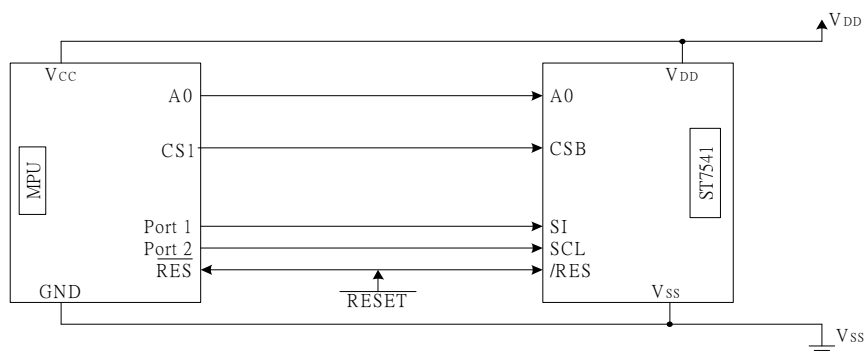 VDD
VCC VDD
A0 A0
CS1 CSB
MPU ST7541
Port 1 SI
Port 2 SCL
RES /RES
RESET
GND VSS
VSS